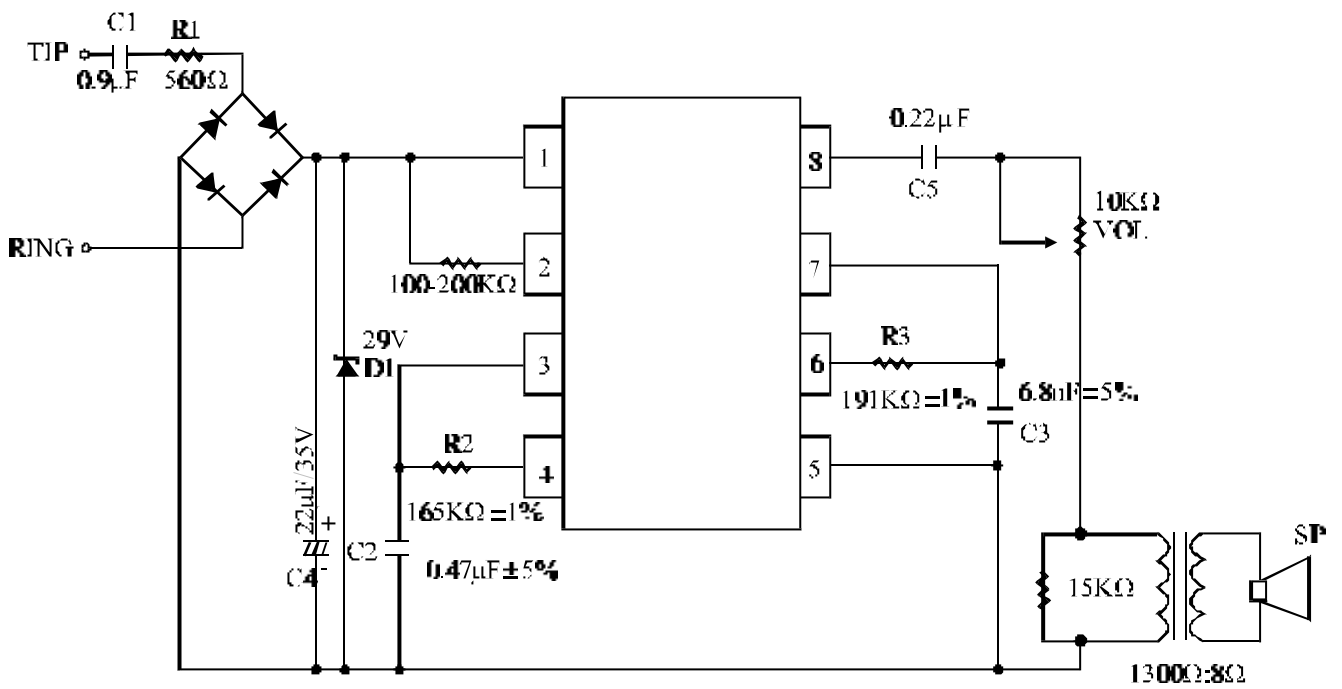 C1
R1
TIP
0.9μF
560Ω
RING
1
2
3
4
8
7
6
5
100-200KΩ
29V
D1
22μF/35V
+
C4
-
R2
165KΩ=1%
C2
0.47μF±5%
0.22μF
C5
10KΩ
VOL
R3
191KΩ=1%
6.8nF=5%
C3
15KΩ
SP
1300Ω:8Ω